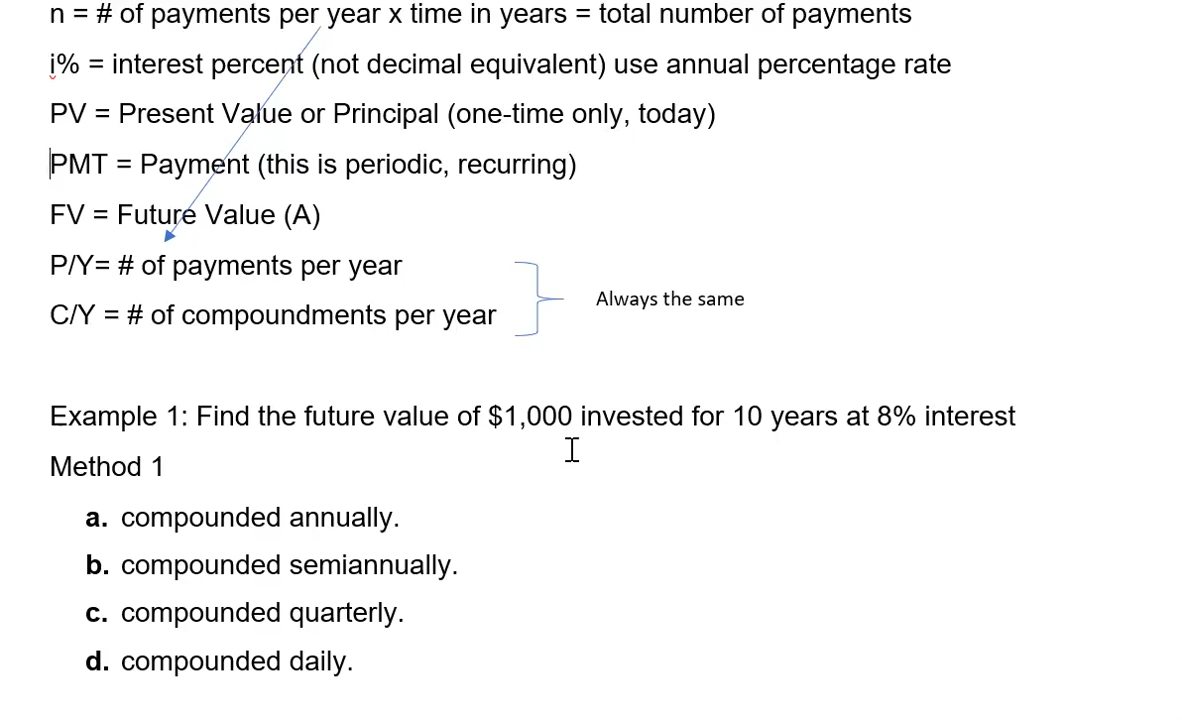 n = # of payments per year x time in years = total number of payments
i% = interest percent (not decimal equivalent) use annual percentage rate
PV = Present Value or Principal (one-time only, today)
PMT = Payment (this is periodic, recurring)
FV = Future Value (A)
P/Y= # of payments per year
C/Y = # of compoundments per year
Always the same
Example 1: Find the future value of $1,000 invested for 10 years at 8% interest
Method 1
a. compounded annually.
b. compounded semiannually.
c. compounded quarterly.
d. compounded daily.